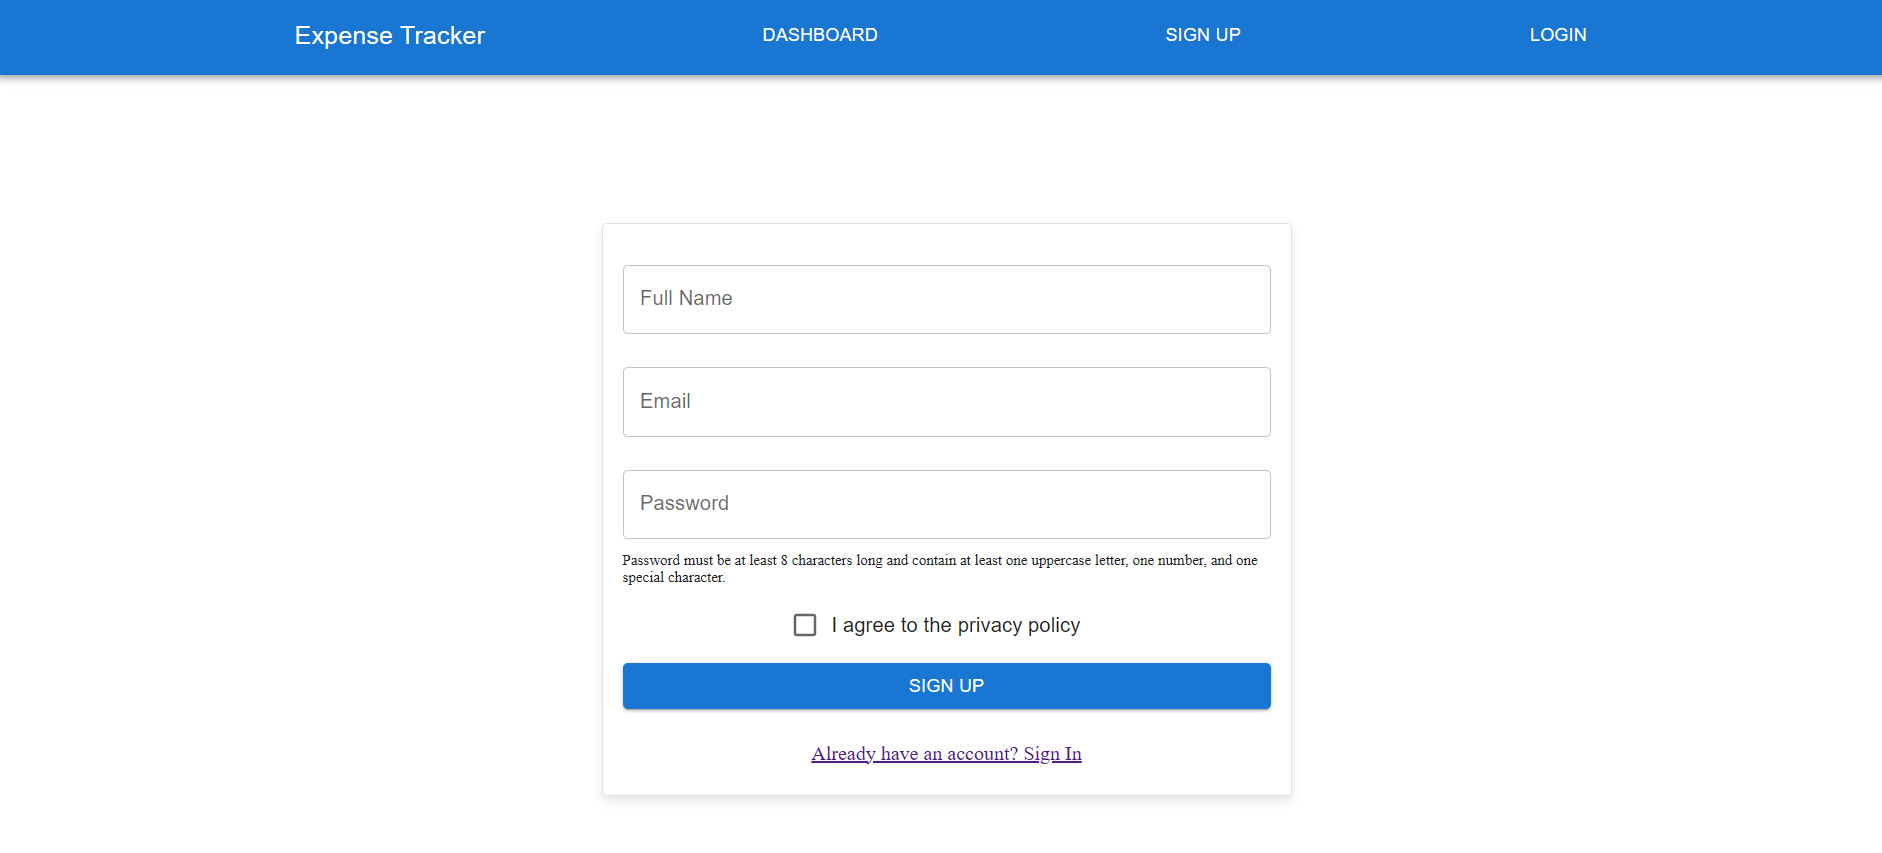 Expense Tracker
DASHBOARD
SIGN UP
LOGIN
Full Name
Email
Password
Password must be at least 8 characters long and contain at least one uppercase letter, one number, and one
special character.
I agree to the privacy policy
SIGN UP
Already have an account? Sign In